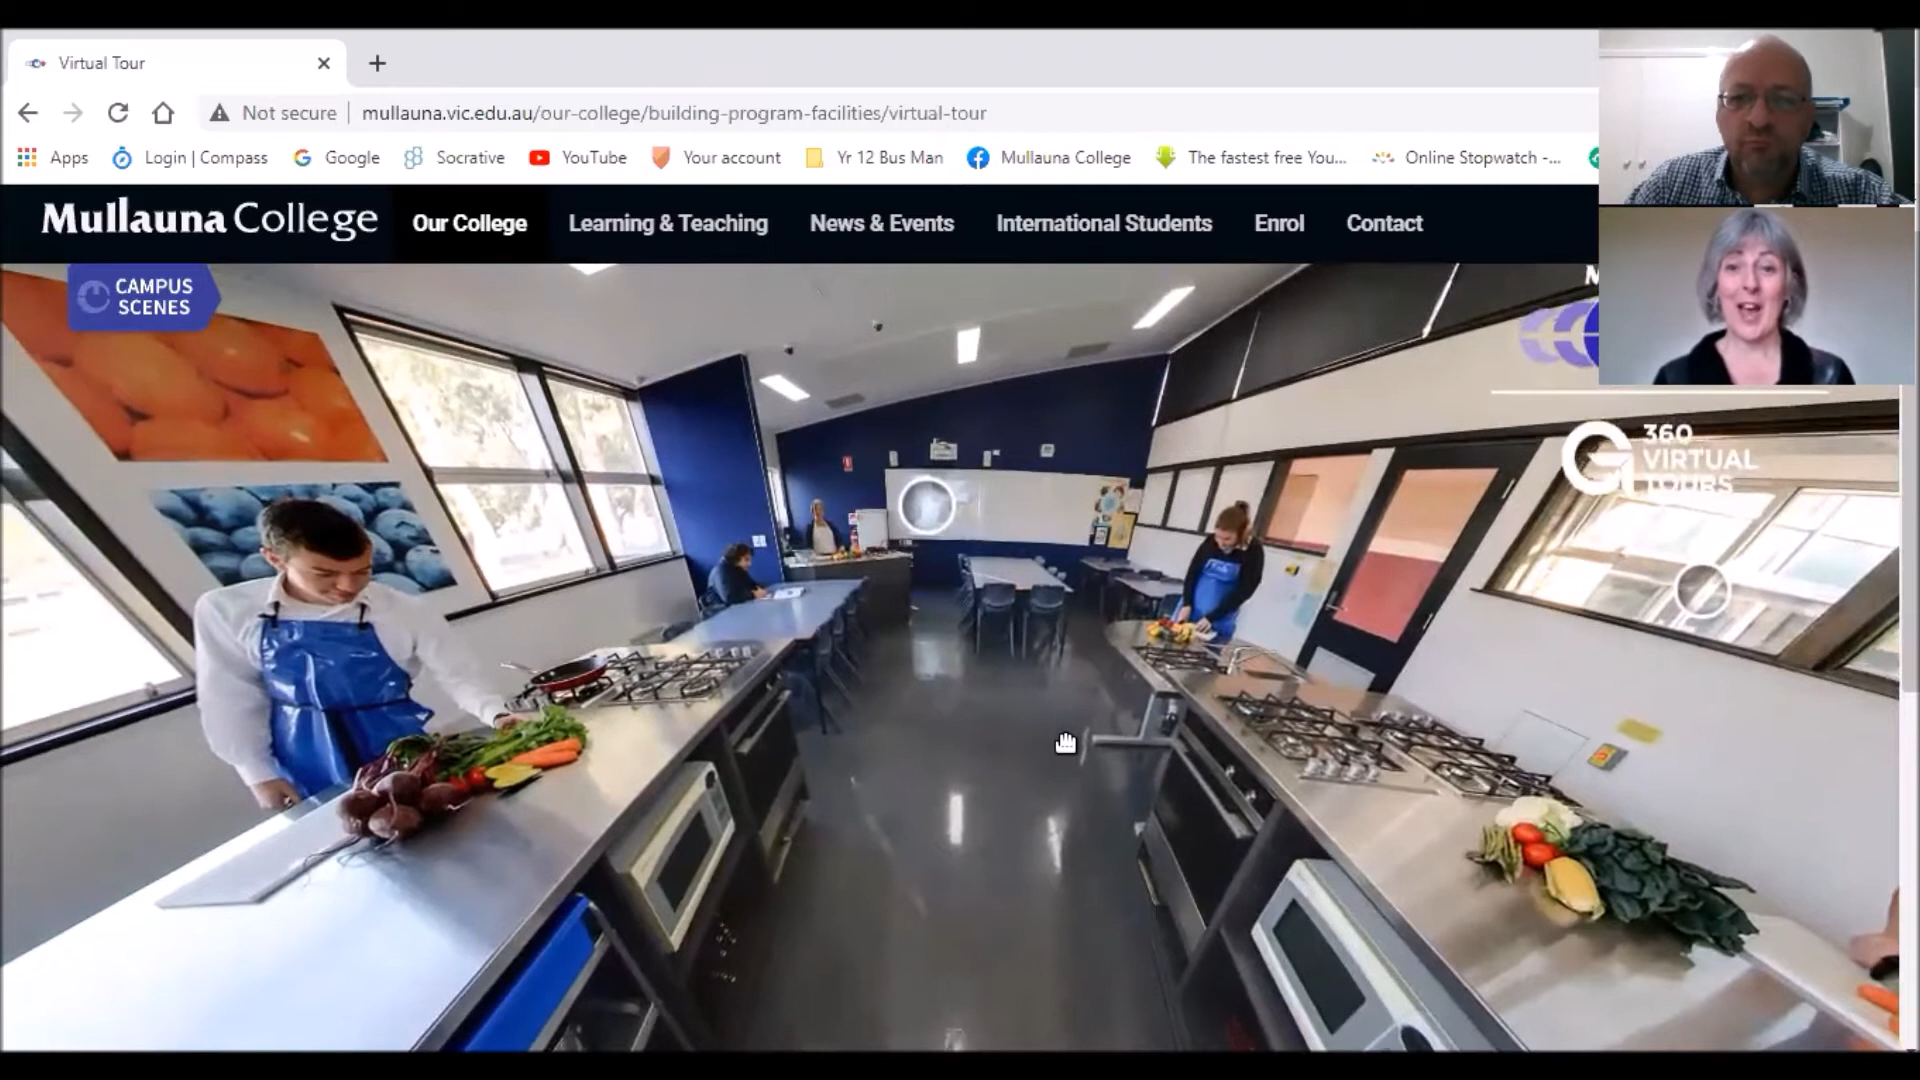 Virtual Tour
Not secure mullauna.vic.edu.au/our-college/building-program-facilities/virtual-tour
Apps Login | Compass Google Socrative YouTube Your account Yr 12 Bus Man Mullauna College The fastest free You... Online Stopwatch -...
Mullauna College Our College Learning & Teaching News & Events International Students Enrol Contact
CAMPUS
SCENES
M
360
VIRTUAL
TOURS